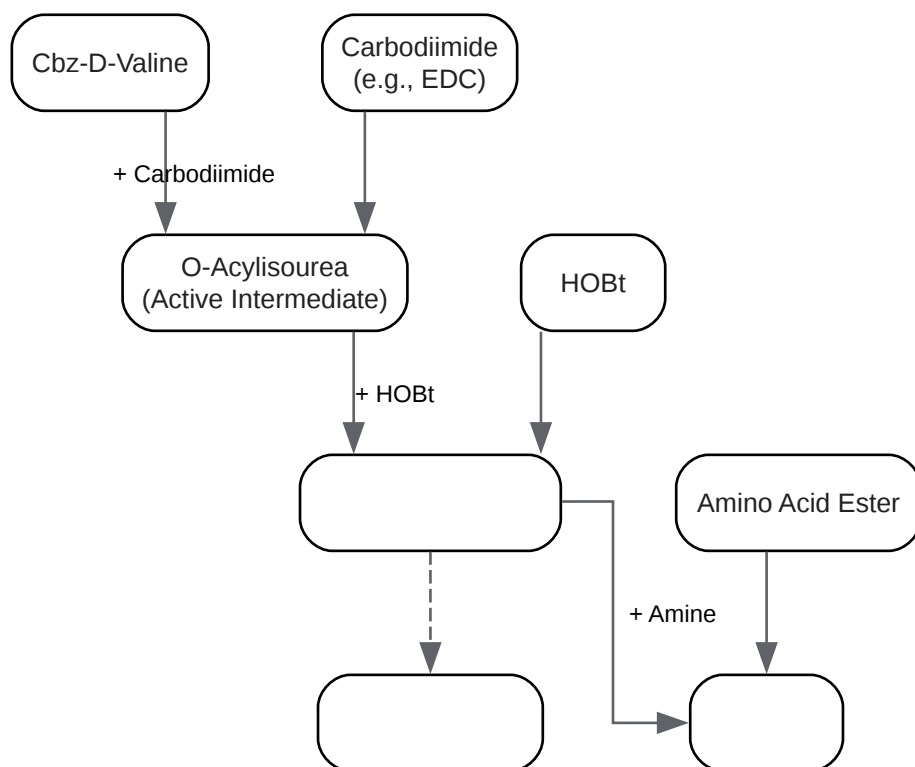 Cbz-D-Valine
Carbodiimide
(e.g., EDC)
+ Carbodiimide
O-Acylisourea
(Active Intermediate)
HOBt
+ HOBt
Amino Acid Ester
+ Amine